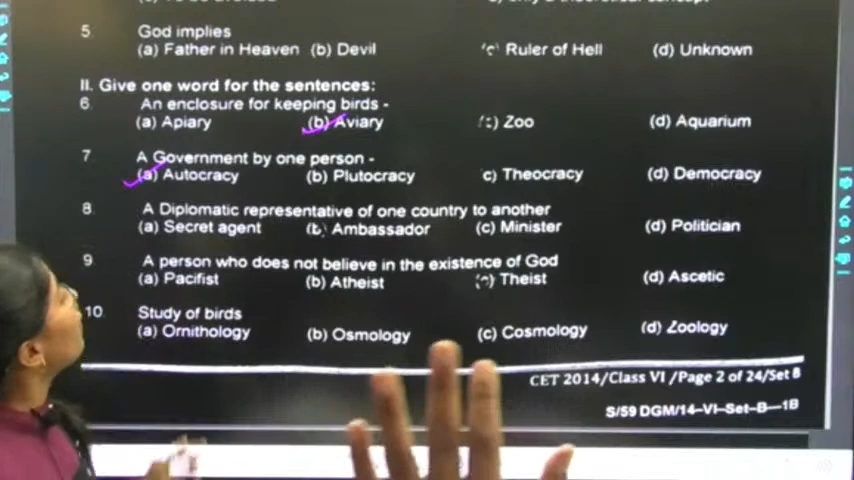 5. God implies
(a) Father in Heaven (b) Devil (c) Ruler of Hell (d) Unknown
II. Give one word for the sentences:
6. An enclosure for keeping birds -
(a) Apiary (b) Aviary (c) Zoo (d) Aquarium
7 A Government by one person -
(a) Autocracy (b) Plutocracy c) Theocracy (d) Democracy
8. A Diplomatic representative of one country to another
(a) Secret agent (b) Ambassador (c) Minister (d) Politician
9. A person who does not believe in the existence of God
(a) Pacifist (b) Atheist (c) Theist (d) Ascetic
10. Study of birds
(a) Ornithology (b) Osmology (c) Cosmology (d) Zoology
CET 2014/Class VI /Page 2 of 24/Set B
S/59 DGM/14–VI–Set–B—1B